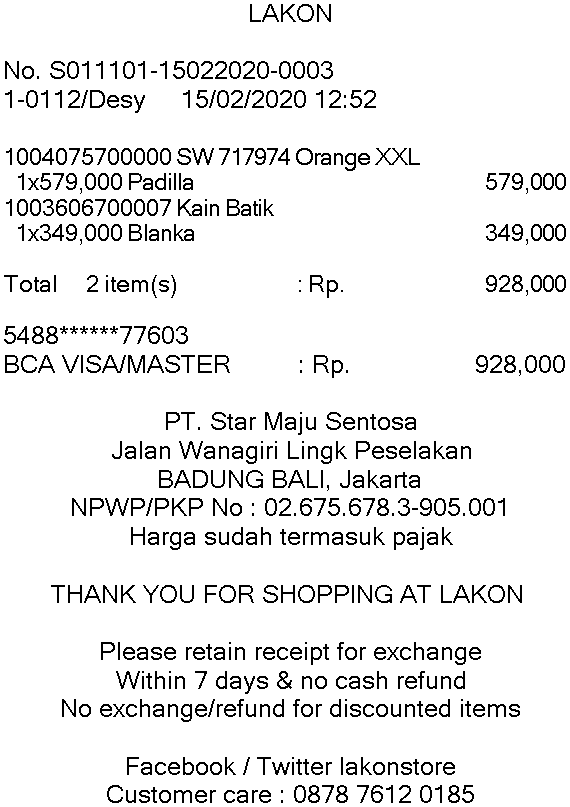 LAKON
No. S011101-15022020-0003
1-0112/Desy 15/02/2020 12:52
1004075700000 SW 717974 Orange XXL
1x579,000 Padilla 579,000
1003606700007 Kain Batik
1x349,000 Blanka 349,000
Total 2 item(s) : Rp. 928,000
5488******77603
BCA VISA/MASTER : Rp. 928,000
PT. Star Maju Sentosa
Jalan Wanagiri Lingk Peselakan
BADUNG BALI, Jakarta
NPWP/PKP No : 02.675.678.3-905.001
Harga sudah termasuk pajak
THANK YOU FOR SHOPPING AT LAKON
Please retain receipt for exchange
Within 7 days & no cash refund
No exchange/refund for discounted items
Facebook / Twitter lakonstore
Customer care : 0878 7612 0185